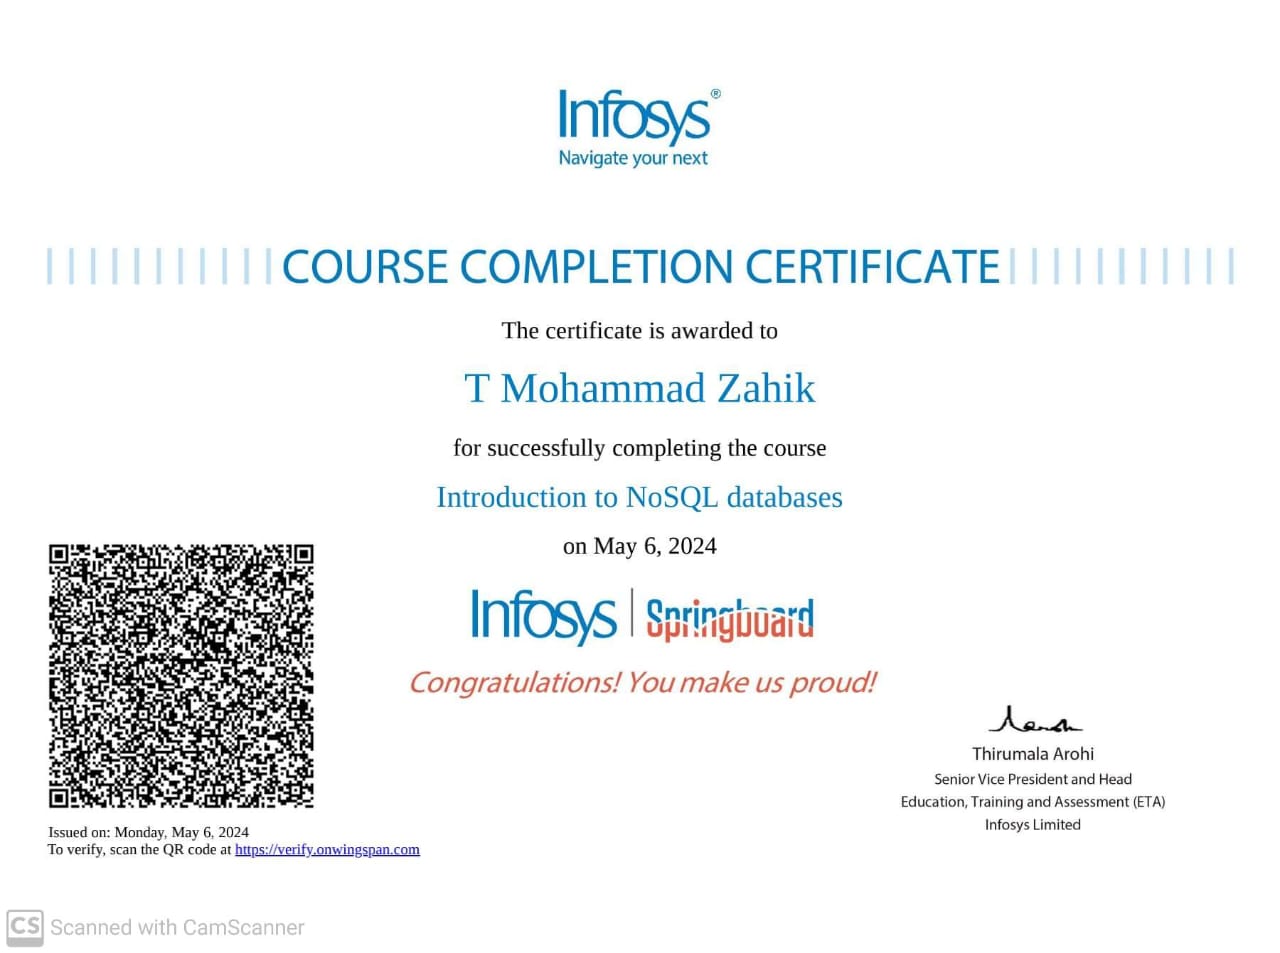 Infosys®
Navigate your next
COURSE COMPLETION CERTIFICATE
The certificate is awarded to
T Mohammad Zahik
for successfully completing the course
Introduction to NoSQL databases
on May 6, 2024
Infosys | Springboard
Congratulations! You make us proud!
Thirumala Arohi
Senior Vice President and Head
Education, Training and Assessment (ETA)
Infosys Limited
Issued on: Monday, May 6, 2024
To verify, scan the QR code at https://verify.onwingspan.com
CS Scanned with CamScanner